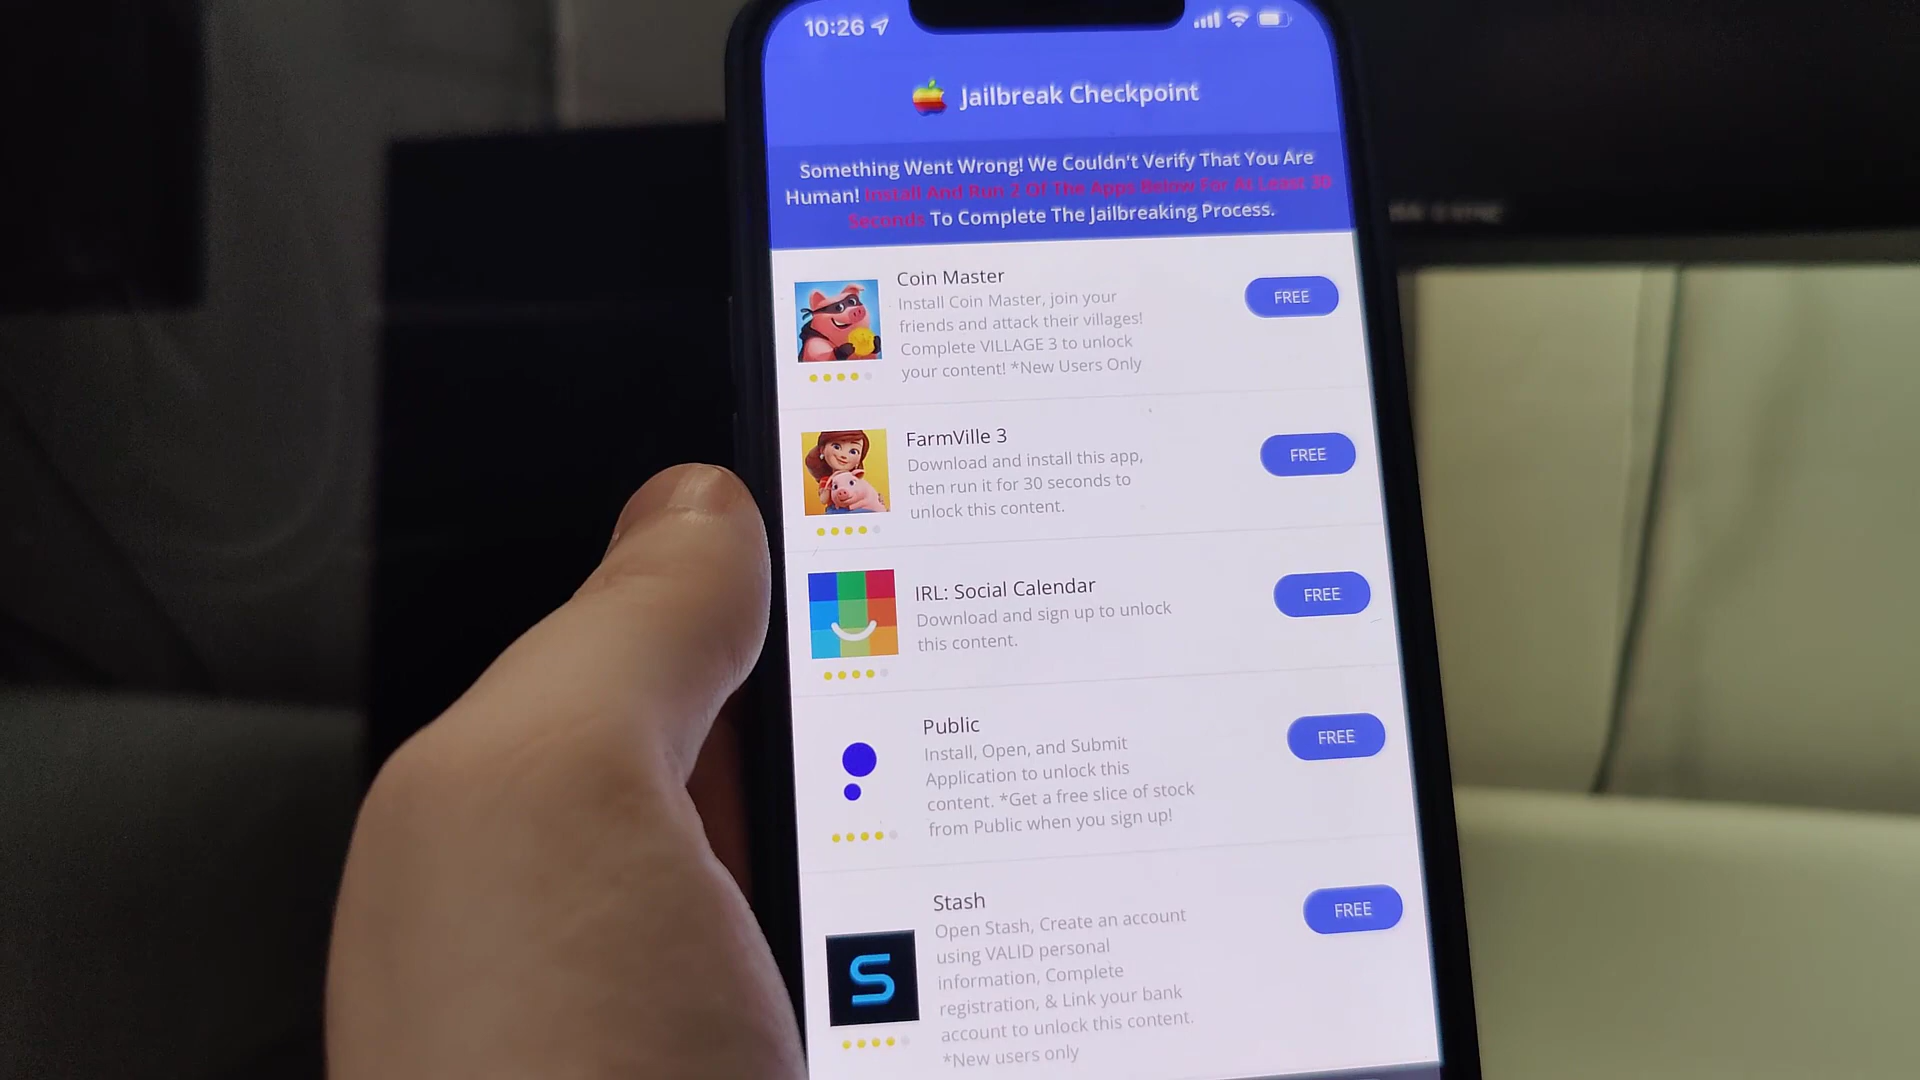 10:26
Jailbreak Checkpoint
Something Went Wrong! We Couldn't Verify That You Are
Human! Install And Run 2 Of The Apps Below For At Least 30
Seconds To Complete The Jailbreaking Process.
Coin Master
Install Coin Master, join your
friends and attack their villages!
Complete VILLAGE 3 to unlock
your content! *New Users Only
FREE
FarmVille 3
Download and install this app,
then run it for 30 seconds to
unlock this content.
FREE
IRL: Social Calendar
Download and sign up to unlock
this content.
FREE
Public
Install, Open, and Submit
Application to unlock this
content. *Get a free slice of stock
from Public when you sign up!
FREE
Stash
Open Stash, Create an account
using VALID personal
information, Complete
registration, & Link your bank
account to unlock this content.
*New users only
FREE